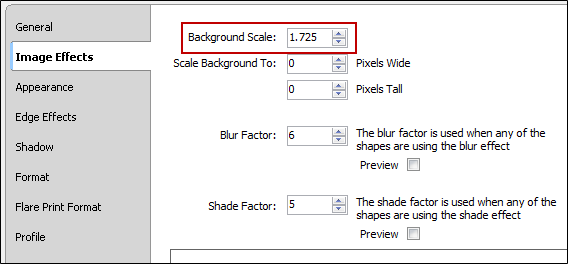 General
Image Effects
Appearance
Edge Effects
Shadow
Format
Flare Print Format
Profile
Background Scale: 1.725
Scale Background To: 0 Pixels Wide
0 Pixels Tall
Blur Factor: 6 The blur factor is used when any of the
shapes are using the blur effect
Preview
Shade Factor: 5 The shade factor is used when any of the
shapes are using the shade effect
Preview